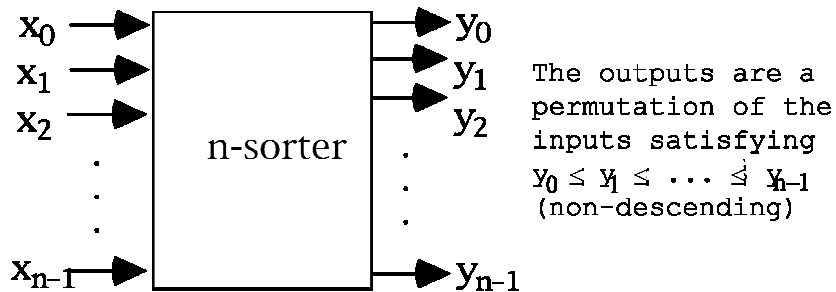 x₀
x₁
x₂
.
.
.
xₙ₋₁
n-sorter
y₀
y₁
y₂
.
.
.
yₙ₋₁
The outputs are a
permutation of the
inputs satisfying
y₀ ≤ y₁ ≤ ... ≤ yₙ₋₁
(non-descending)